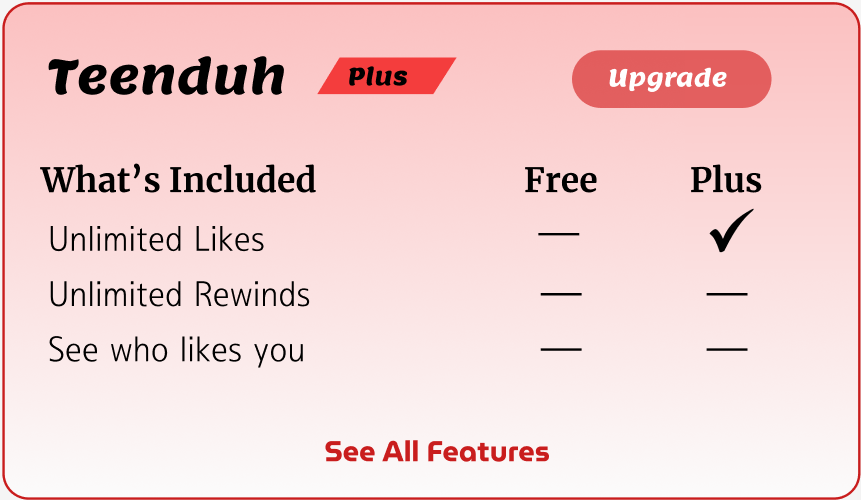 Teenduh Plus Upgrade
What’s Included Free Plus
Unlimited Likes — ✓
Unlimited Rewinds — —
See who likes you — —
See All Features